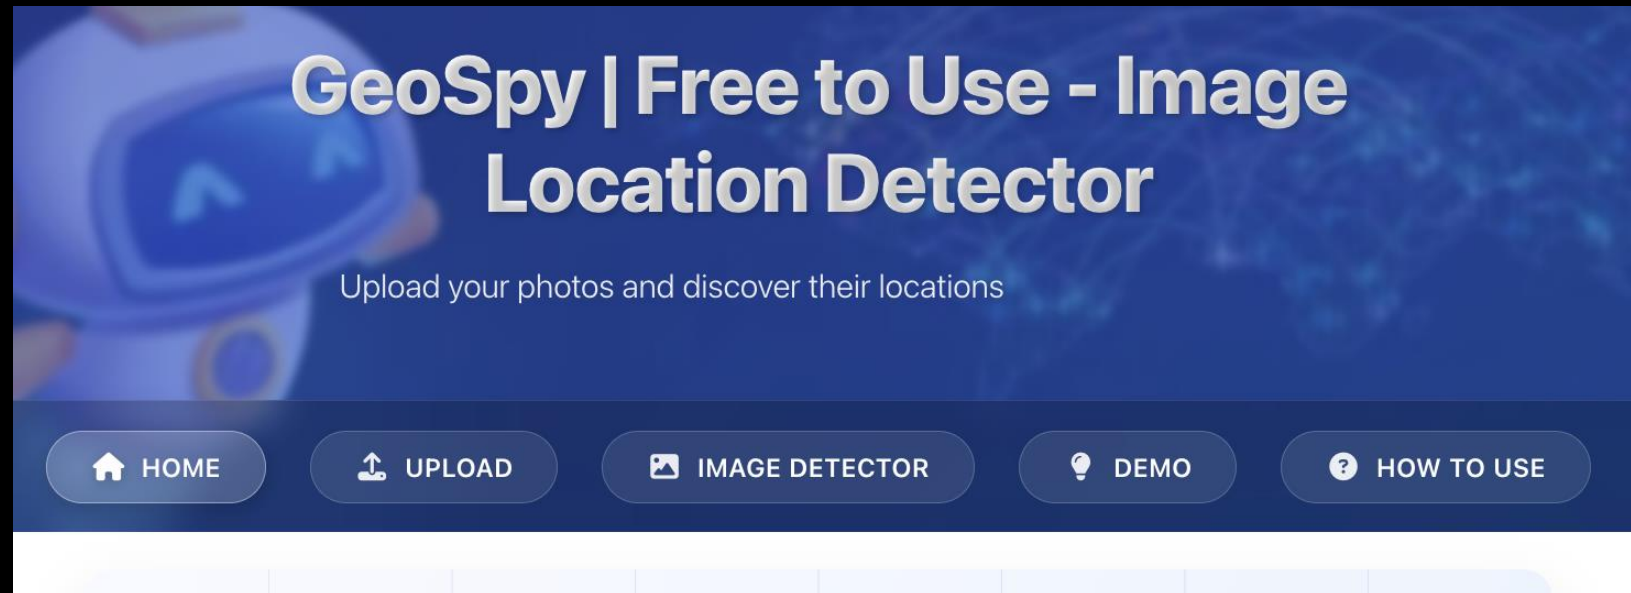 GeoSpy | Free to Use - Image
Location Detector
Upload your photos and discover their locations
HOME
UPLOAD
IMAGE DETECTOR
DEMO
HOW TO USE